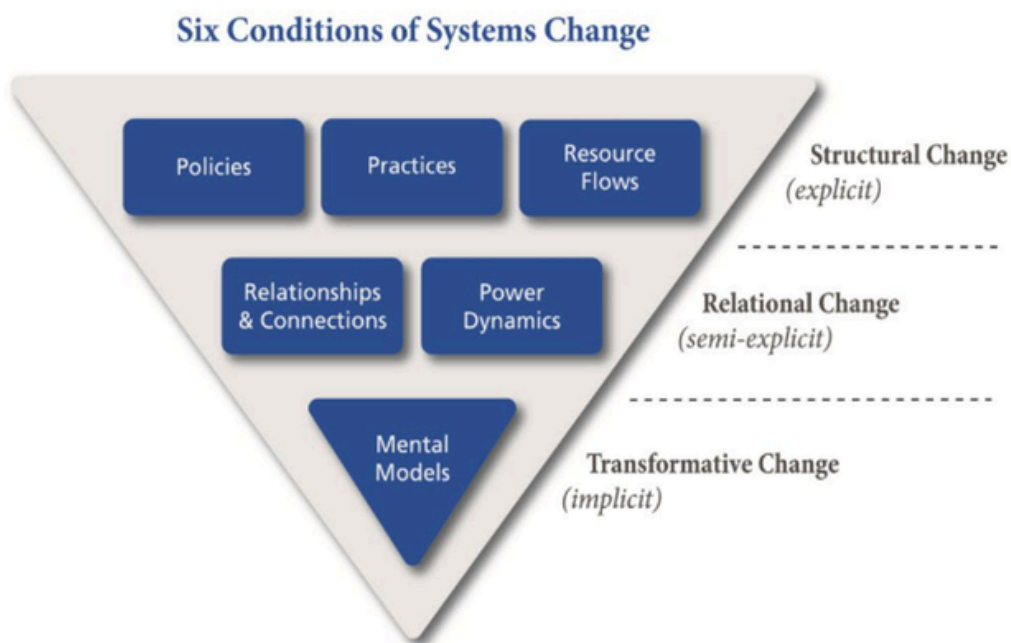 Six Conditions of Systems Change
Policies
Practices
Resource
Flows
Structural Change
(explicit)
Relationships
& Connections
Power
Dynamics
Relational Change
(semi-explicit)
Mental
Models
Transformative Change
(implicit)